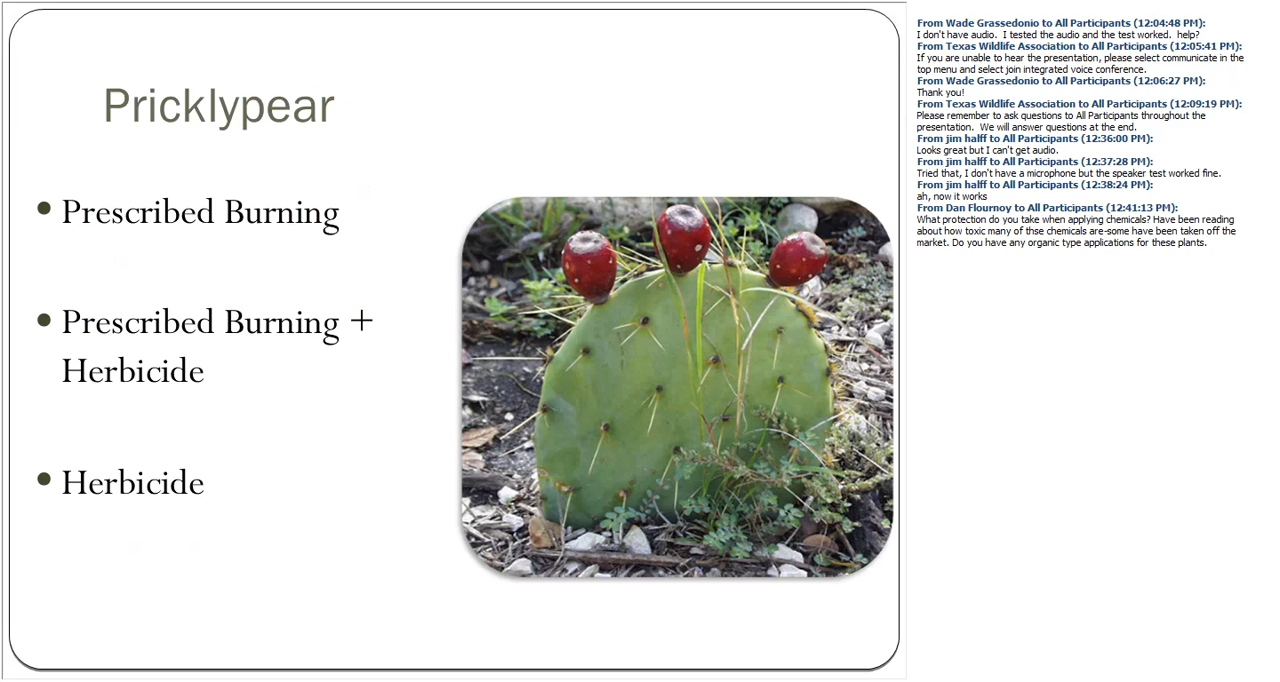 Pricklypear
• Prescribed Burning
• Prescribed Burning +
Herbicide
• Herbicide
From Wade Grassedonio to All Participants (12:04:48 PM):
I don't have audio.  I tested the audio and the test worked.  help?
From Texas Wildlife Association to All Participants (12:05:41 PM):
If you are unable to hear the presentation, please select communicate in the
top menu and select join integrated voice conference.
From Wade Grassedonio to All Participants (12:06:27 PM):
Thank you!
From Texas Wildlife Association to All Participants (12:09:19 PM):
Please remember to ask questions to All Participants throughout the
presentation.  We will answer questions at the end.
From jim halff to All Participants (12:36:00 PM):
Looks great but I can't get audio.
From jim halff to All Participants (12:37:28 PM):
Tried that, I don't have a microphone but the speaker test worked fine.
From jim halff to All Participants (12:38:24 PM):
ah, now it works
From Dan Flournoy to All Participants (12:41:13 PM):
What protection do you take when applying chemicals? Have been reading
about how toxic many of thse chemicals are-some have been taken off the
market. Do you have any organic type applications for these plants.